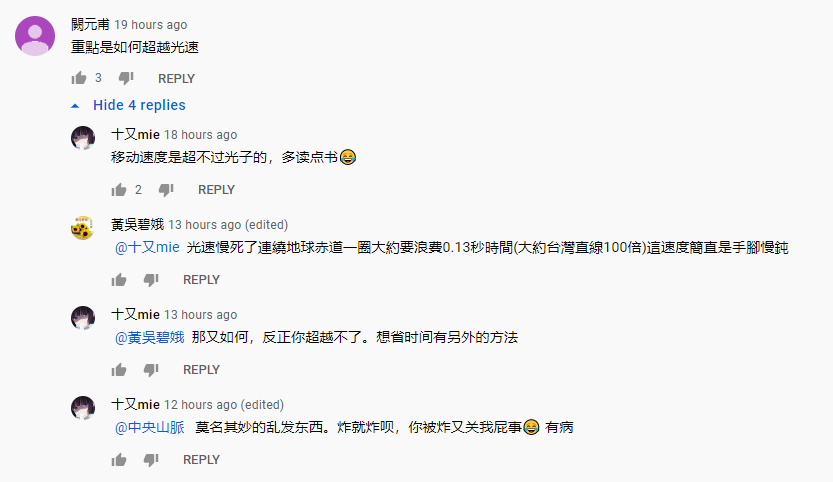 闕元甫 19 hours ago
重點是如何超越光速
3 REPLY
Hide 4 replies
十又mie 18 hours ago
移动速度是超不过光子的，多读点书😂
2 REPLY
黃吳碧娥 13 hours ago (edited)
@十又mie 光速慢死了連繞地球赤道一圈大約要浪費0.13秒時間(大約台灣直線100倍)這速度簡直是手腳慢鈍
REPLY
十又mie 13 hours ago
@黃吳碧娥 那又如何，反正你超越不了。想省时间有另外的方法
REPLY
十又mie 12 hours ago (edited)
@中央山脈 莫名其妙的乱发东西。炸就炸呗，你被炸又关我屁事😂 有病
REPLY